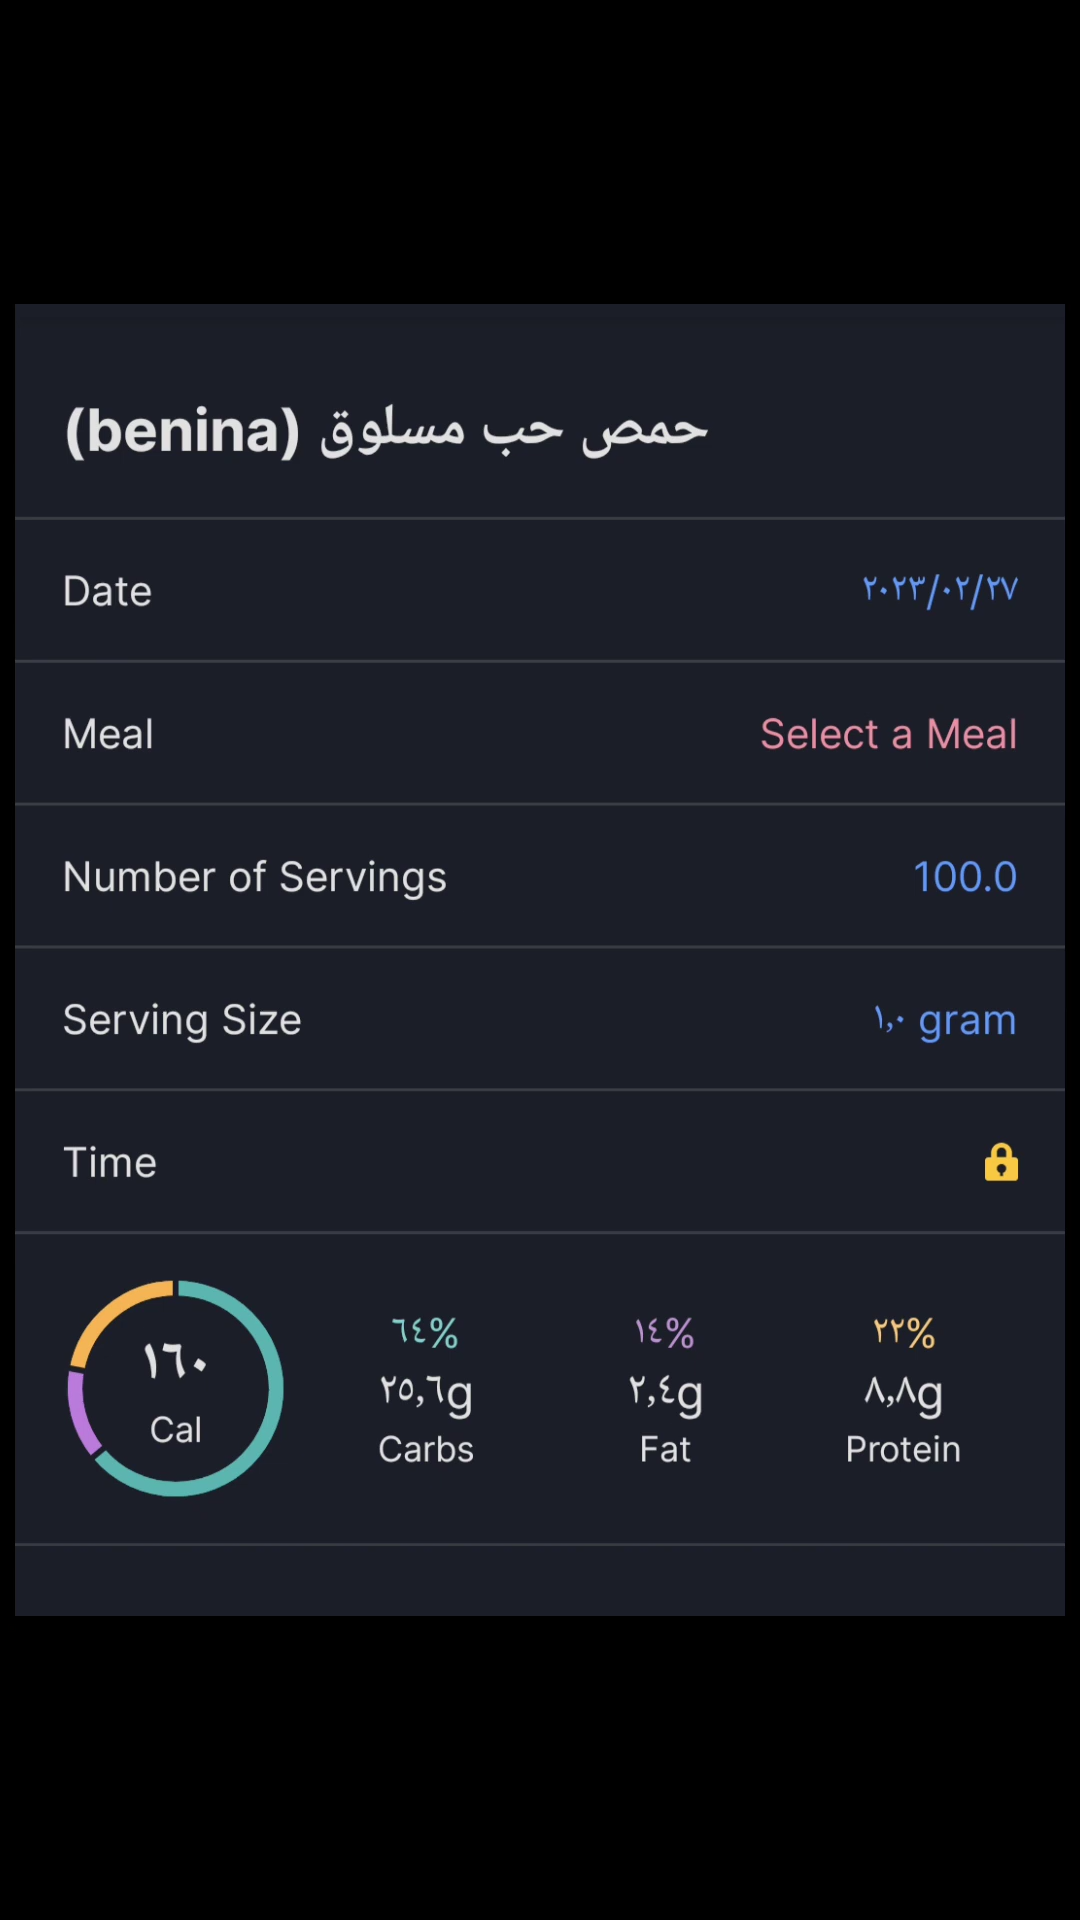 (benina) حمص حب مسلوق
Date ٢٠٢٣/٠٢/٢٧
Meal Select a Meal
Number of Servings 100.0
Serving Size ١,٠ gram
Time
١٦٠
Cal
٦٤% ١٤% ٢٢%
٢٥,٦g ٢,٤g ٨,٨g
Carbs Fat Protein